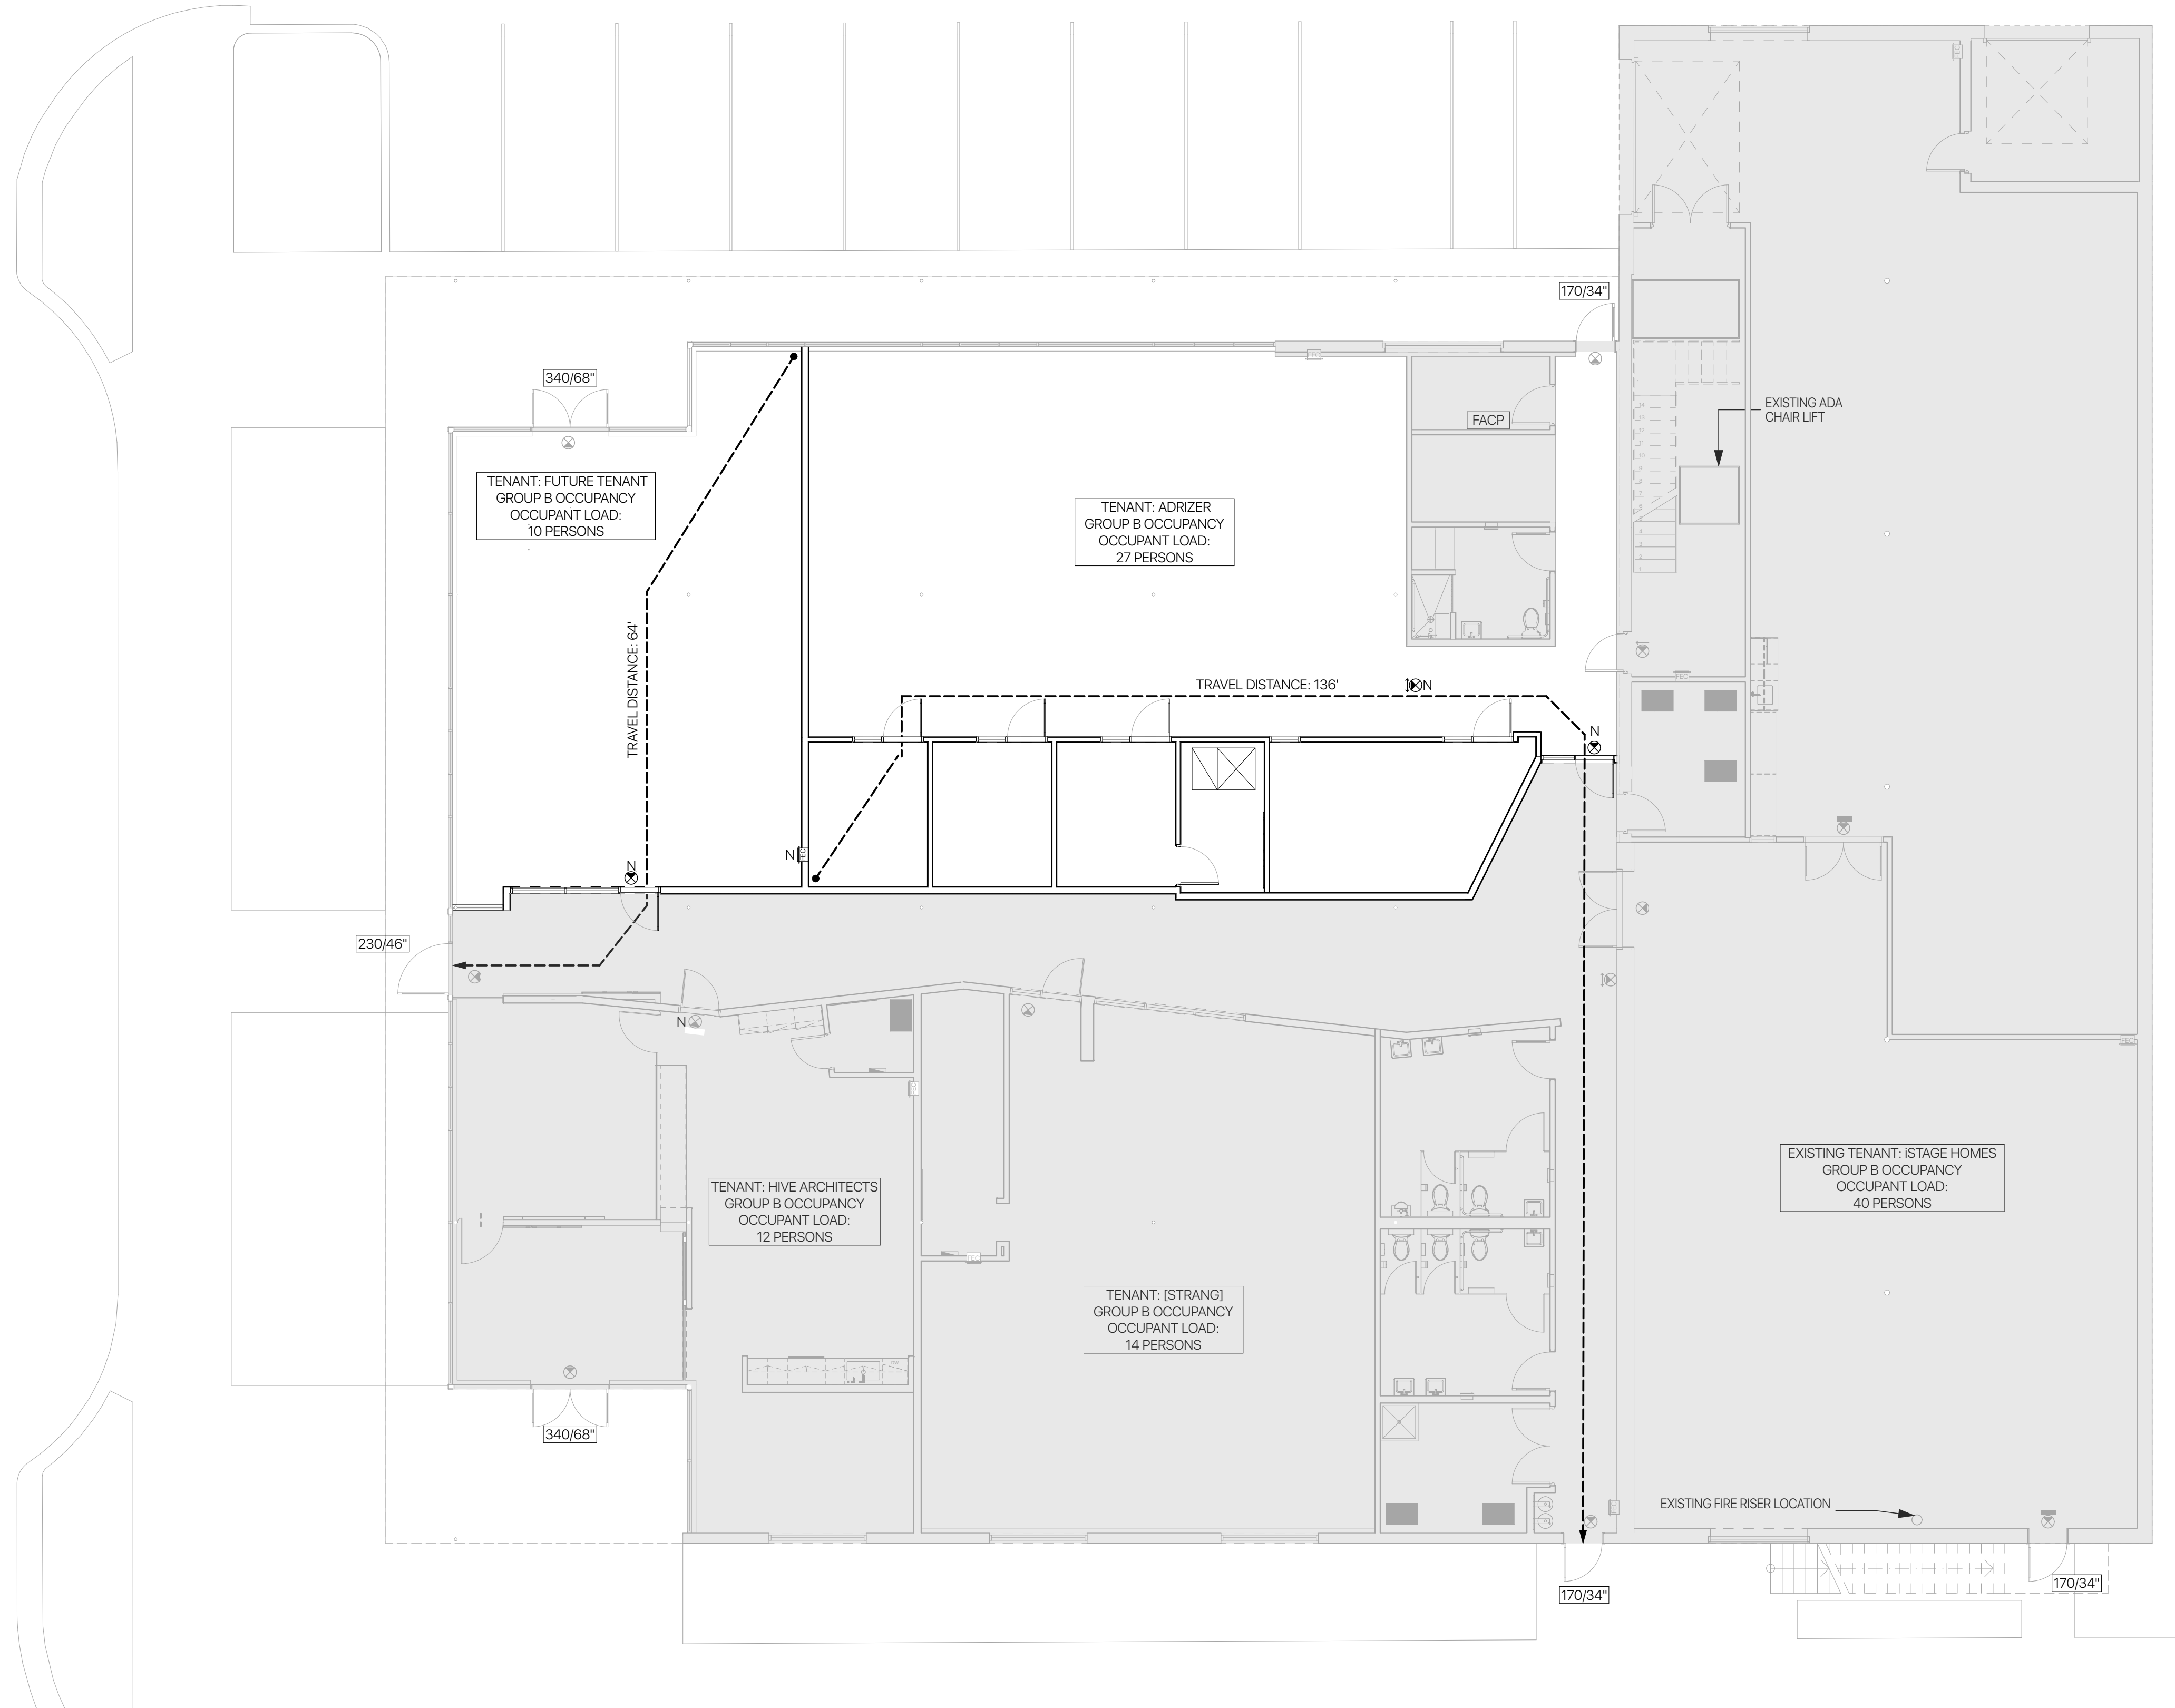 170/34"
340/68"
EXISTING ADA
CHAIR LIFT
FACP
TENANT: FUTURE TENANT
GROUP B OCCUPANCY
OCCUPANT LOAD:
10 PERSONS
TENANT: ADRIZER
GROUP B OCCUPANCY
OCCUPANT LOAD:
27 PERSONS
TRAVEL DISTANCE: 64'
TRAVEL DISTANCE: 136'
N
N
N
N
FEC
230/46"
N
TENANT: HIVE ARCHITECTS
GROUP B OCCUPANCY
OCCUPANT LOAD:
12 PERSONS
EXISTING TENANT: iSTAGE HOMES
GROUP B OCCUPANCY
OCCUPANT LOAD:
40 PERSONS
TENANT: [STRANG]
GROUP B OCCUPANCY
OCCUPANT LOAD:
14 PERSONS
340/68"
EXISTING FIRE RISER LOCATION
170/34"
170/34"